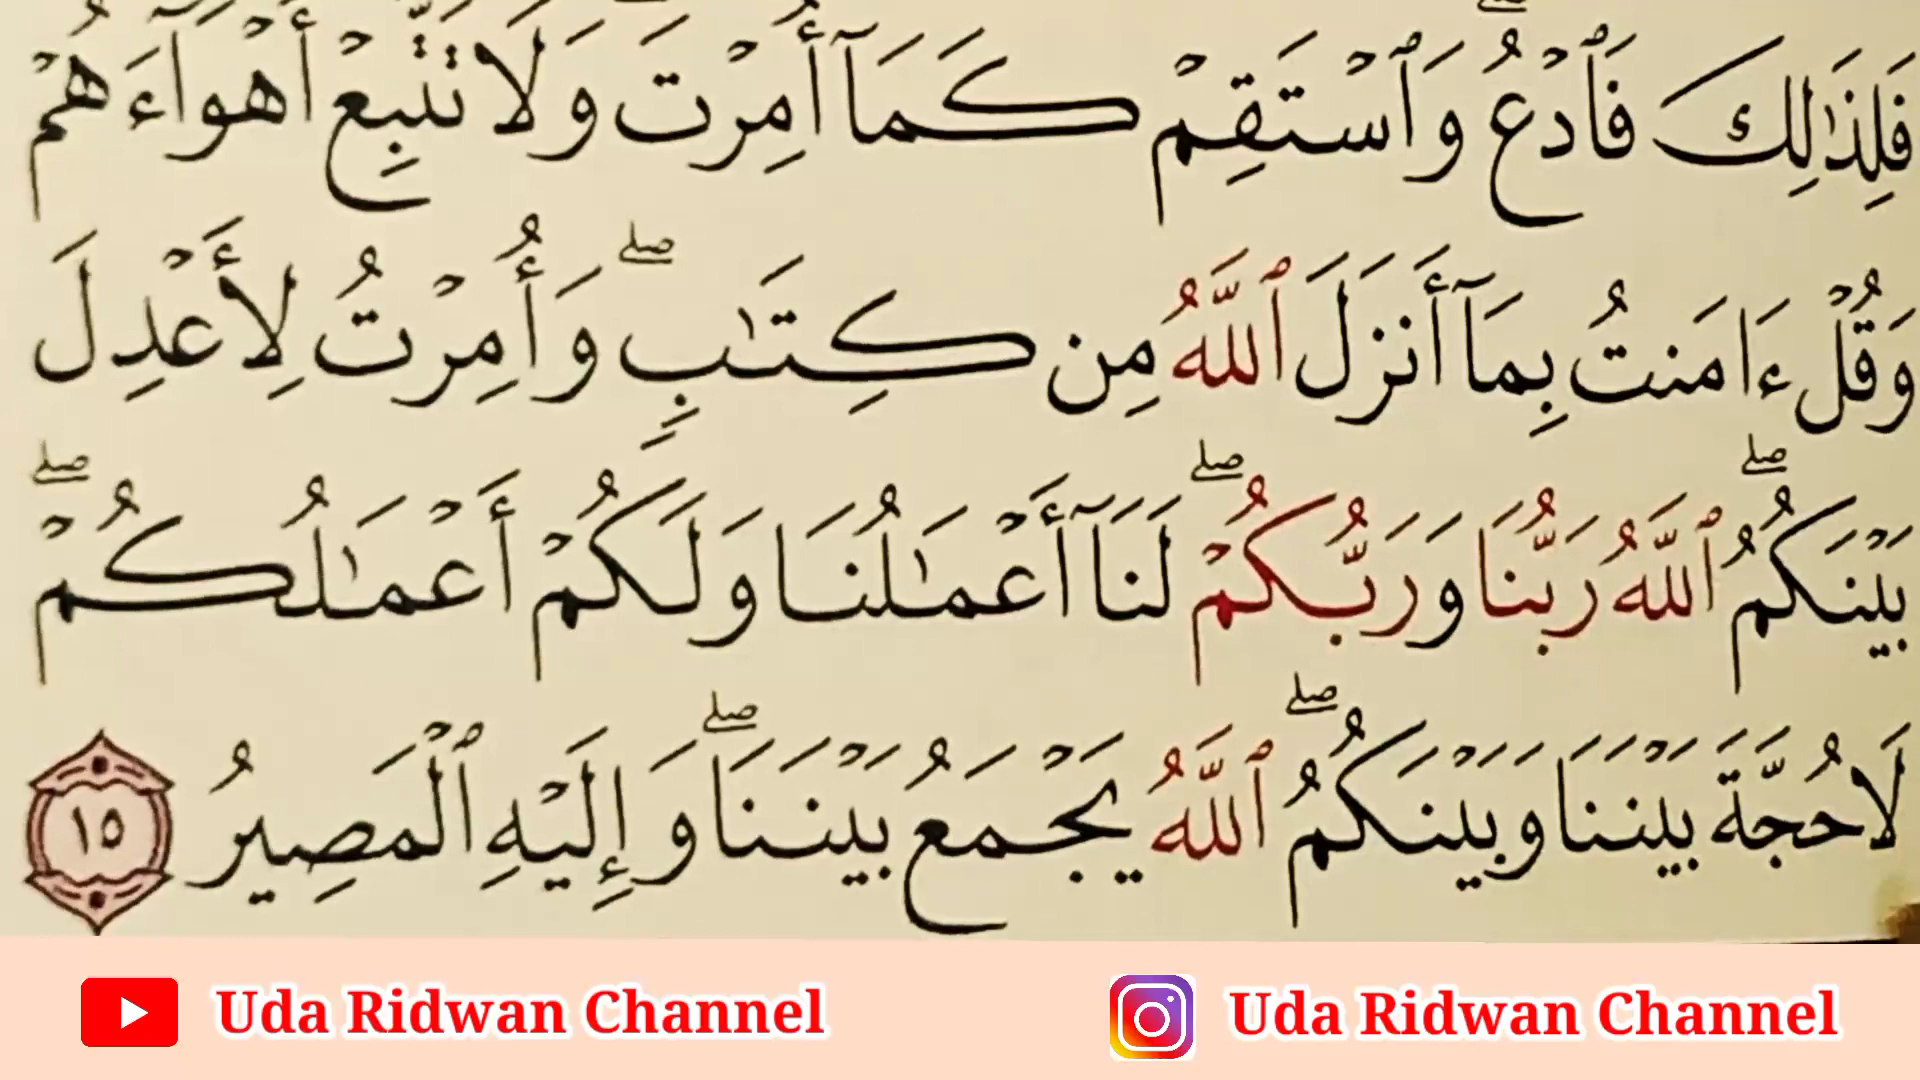 فَلِذَٰلِكَ فَٱدْعُ ۖ وَٱسْتَقِمْ كَمَآ أُمِرْتَ ۖ وَلَا تَتَّبِعْ أَهْوَآءَهُمْ
وَقُلْ ءَامَنتُ بِمَآ أَنزَلَ ٱللَّهُ مِن كِتَٰبٍ ۖ وَأُمِرْتُ لِأَعْدِلَ
بَيْنَكُمُ ۖ ٱللَّهُ رَبُّنَا وَرَبُّكُمْ ۖ لَنَآ أَعْمَٰلُنَا وَلَكُمْ أَعْمَٰلُكُمْ ۖ
لَا حُجَّةَ بَيْنَنَا وَبَيْنَكُمُ ۖ ٱللَّهُ يَجْمَعُ بَيْنَنَا ۖ وَإِلَيْهِ ٱلْمَصِيرُ ١٥
Uda Ridwan Channel
Uda Ridwan Channel